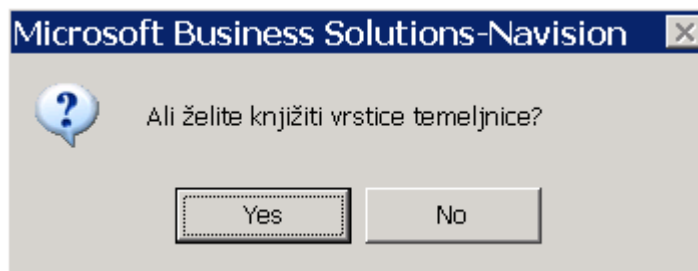 Microsoft Business Solutions-Navision
Ali želite knjižiti vrstice temeljnice?
Yes No